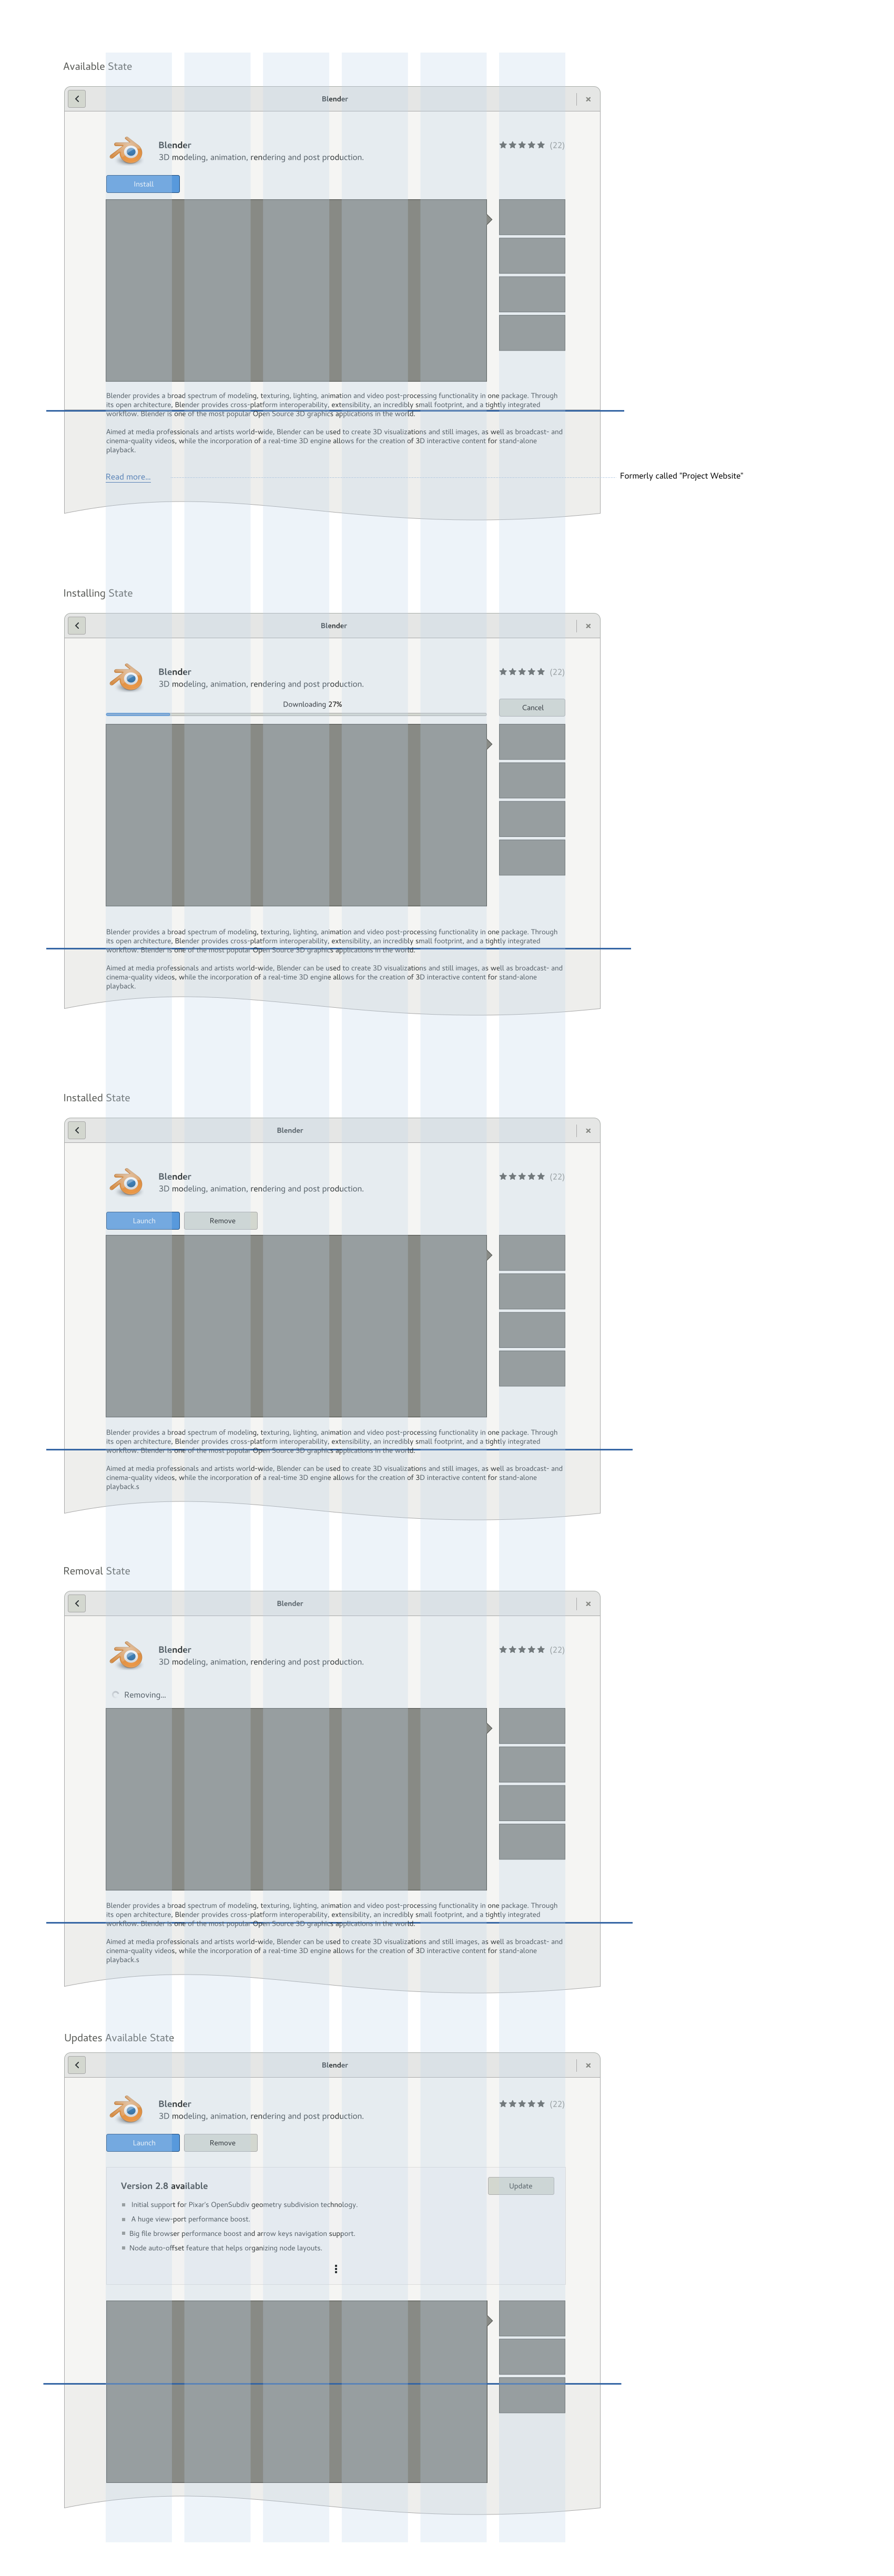 Available State
Blender
Blender
3D modeling, animation, rendering and post production.
(22)
Install
Blender provides a broad spectrum of modeling, texturing, lighting, animation and video post-processing functionality in one package. Through
its open architecture, Blender provides cross-platform interoperability, extensibility, an incredibly small footprint, and a tightly integrated
workflow. Blender is one of the most popular Open Source 3D graphics applications in the world.
Aimed at media professionals and artists world-wide, Blender can be used to create 3D visualizations and still images, as well as broadcast- and
cinema-quality videos, while the incorporation of a real-time 3D engine allows for the creation of 3D interactive content for stand-alone
playback.
Read more...
Formerly called "Project Website"
Installing State
Blender
Blender
3D modeling, animation, rendering and post production.
(22)
Downloading 27%
Cancel
Blender provides a broad spectrum of modeling, texturing, lighting, animation and video post-processing functionality in one package. Through
its open architecture, Blender provides cross-platform interoperability, extensibility, an incredibly small footprint, and a tightly integrated
workflow. Blender is one of the most popular Open Source 3D graphics applications in the world.
Aimed at media professionals and artists world-wide, Blender can be used to create 3D visualizations and still images, as well as broadcast- and
cinema-quality videos, while the incorporation of a real-time 3D engine allows for the creation of 3D interactive content for stand-alone
playback.
Installed State
Blender
Blender
3D modeling, animation, rendering and post production.
(22)
Launch
Remove
Blender provides a broad spectrum of modeling, texturing, lighting, animation and video post-processing functionality in one package. Through
its open architecture, Blender provides cross-platform interoperability, extensibility, an incredibly small footprint, and a tightly integrated
workflow. Blender is one of the most popular Open Source 3D graphics applications in the world.
Aimed at media professionals and artists world-wide, Blender can be used to create 3D visualizations and still images, as well as broadcast- and
cinema-quality videos, while the incorporation of a real-time 3D engine allows for the creation of 3D interactive content for stand-alone
playback.s
Removal State
Blender
Blender
3D modeling, animation, rendering and post production.
(22)
Removing...
Blender provides a broad spectrum of modeling, texturing, lighting, animation and video post-processing functionality in one package. Through
its open architecture, Blender provides cross-platform interoperability, extensibility, an incredibly small footprint, and a tightly integrated
workflow. Blender is one of the most popular Open Source 3D graphics applications in the world.
Aimed at media professionals and artists world-wide, Blender can be used to create 3D visualizations and still images, as well as broadcast- and
cinema-quality videos, while the incorporation of a real-time 3D engine allows for the creation of 3D interactive content for stand-alone
playback.s
Updates Available State
Blender
Blender
3D modeling, animation, rendering and post production.
(22)
Launch
Remove
Version 2.8 available
Update
Initial support for Pixar's OpenSubdiv geometry subdivision technology.
A huge view-port performance boost.
Big file browser performance boost and arrow keys navigation support.
Node auto-offset feature that helps organizing node layouts.